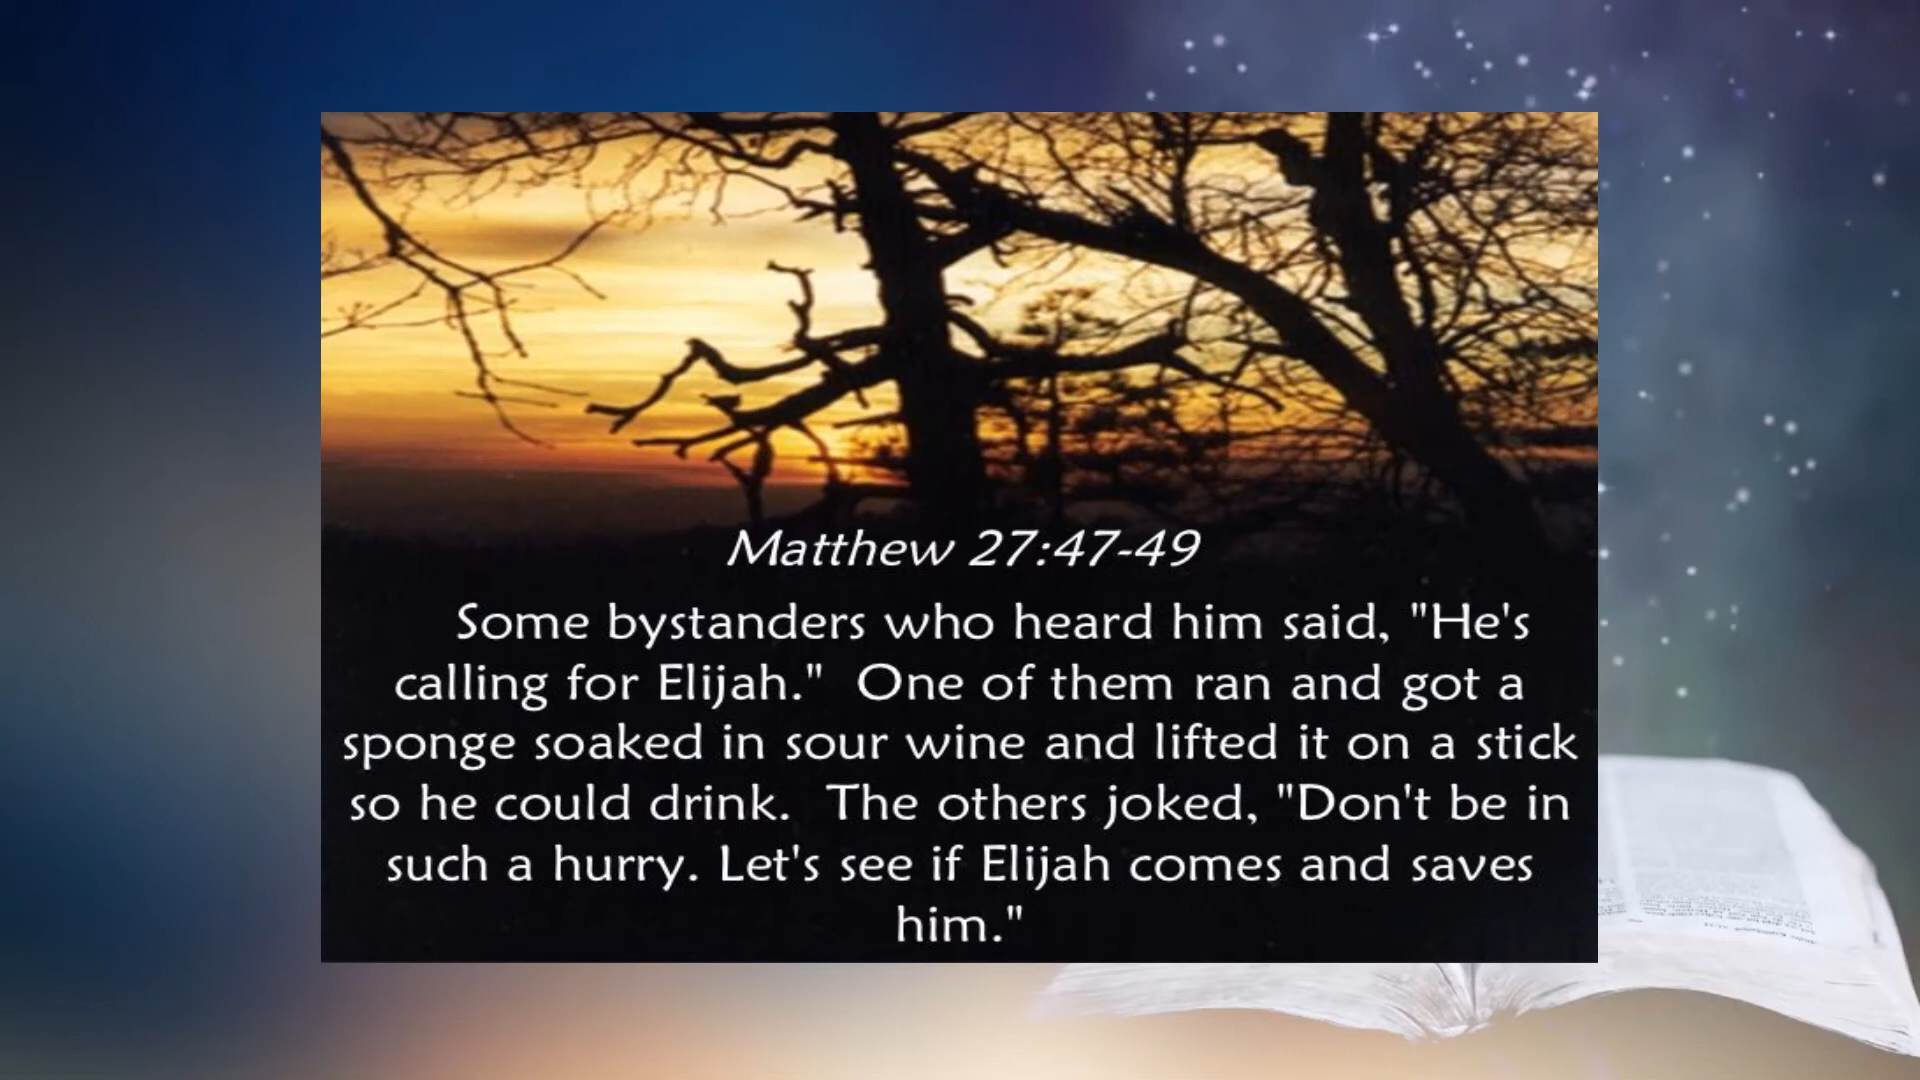 Matthew 27:47-49
Some bystanders who heard him said, "He's
calling for Elijah." One of them ran and got a
sponge soaked in sour wine and lifted it on a stick
so he could drink. The others joked, "Don't be in
such a hurry. Let's see if Elijah comes and saves
him."